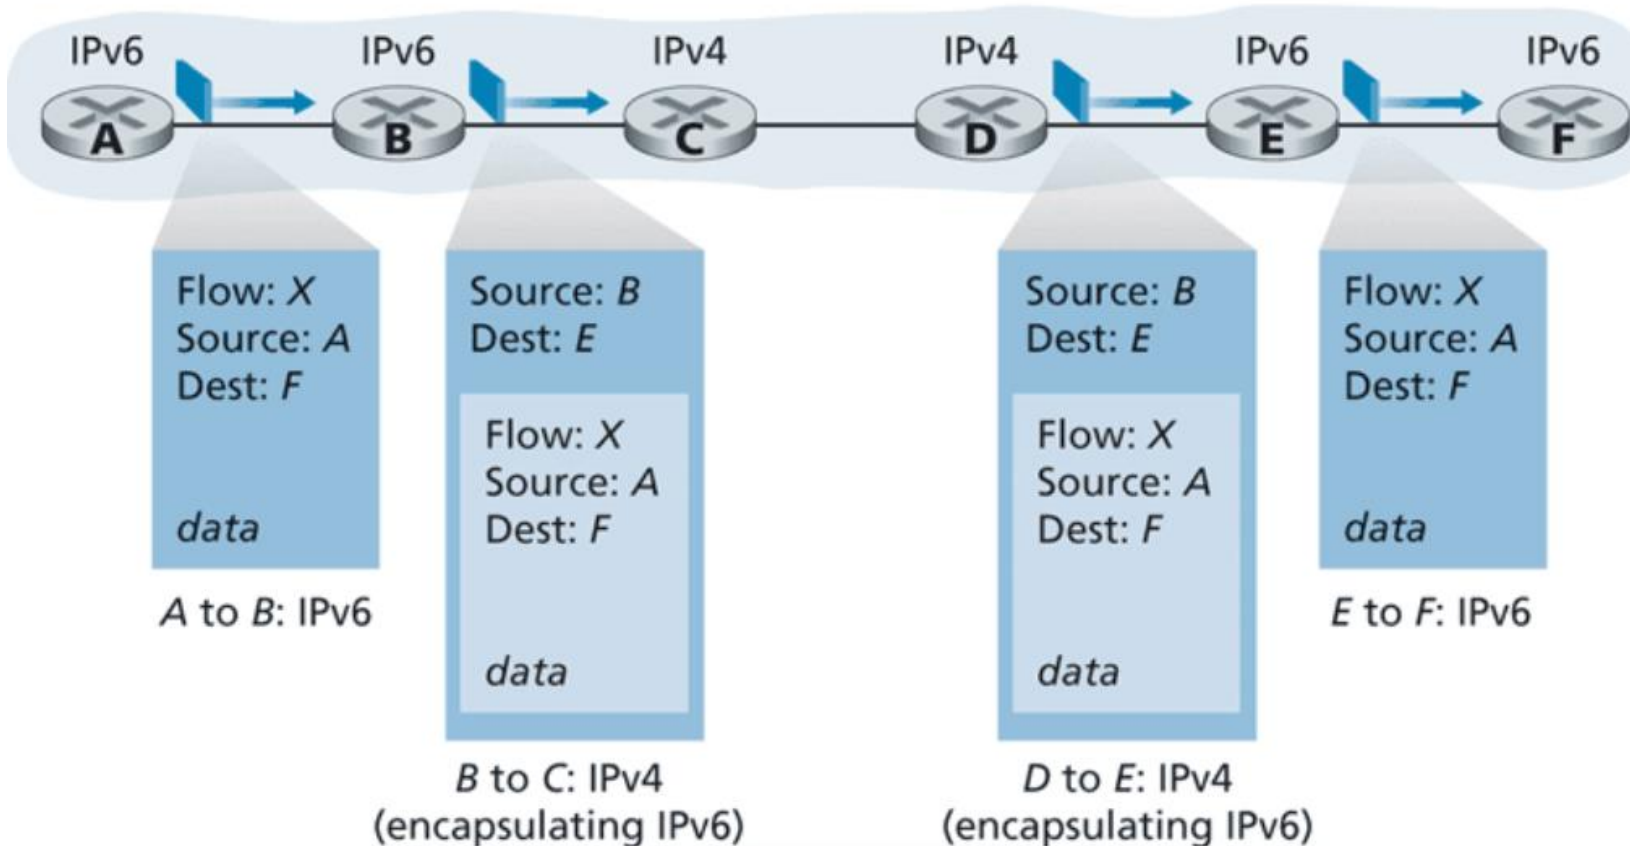 IPv6
IPv6
IPv4
IPv4
IPv6
IPv6
A
B
C
D
E
F
Flow: X
Source: A
Dest: F
data
A to B: IPv6
Source: B
Dest: E
Flow: X
Source: A
Dest: F
data
B to C: IPv4
(encapsulating IPv6)
Source: B
Dest: E
Flow: X
Source: A
Dest: F
data
D to E: IPv4
(encapsulating IPv6)
Flow: X
Source: A
Dest: F
data
E to F: IPv6